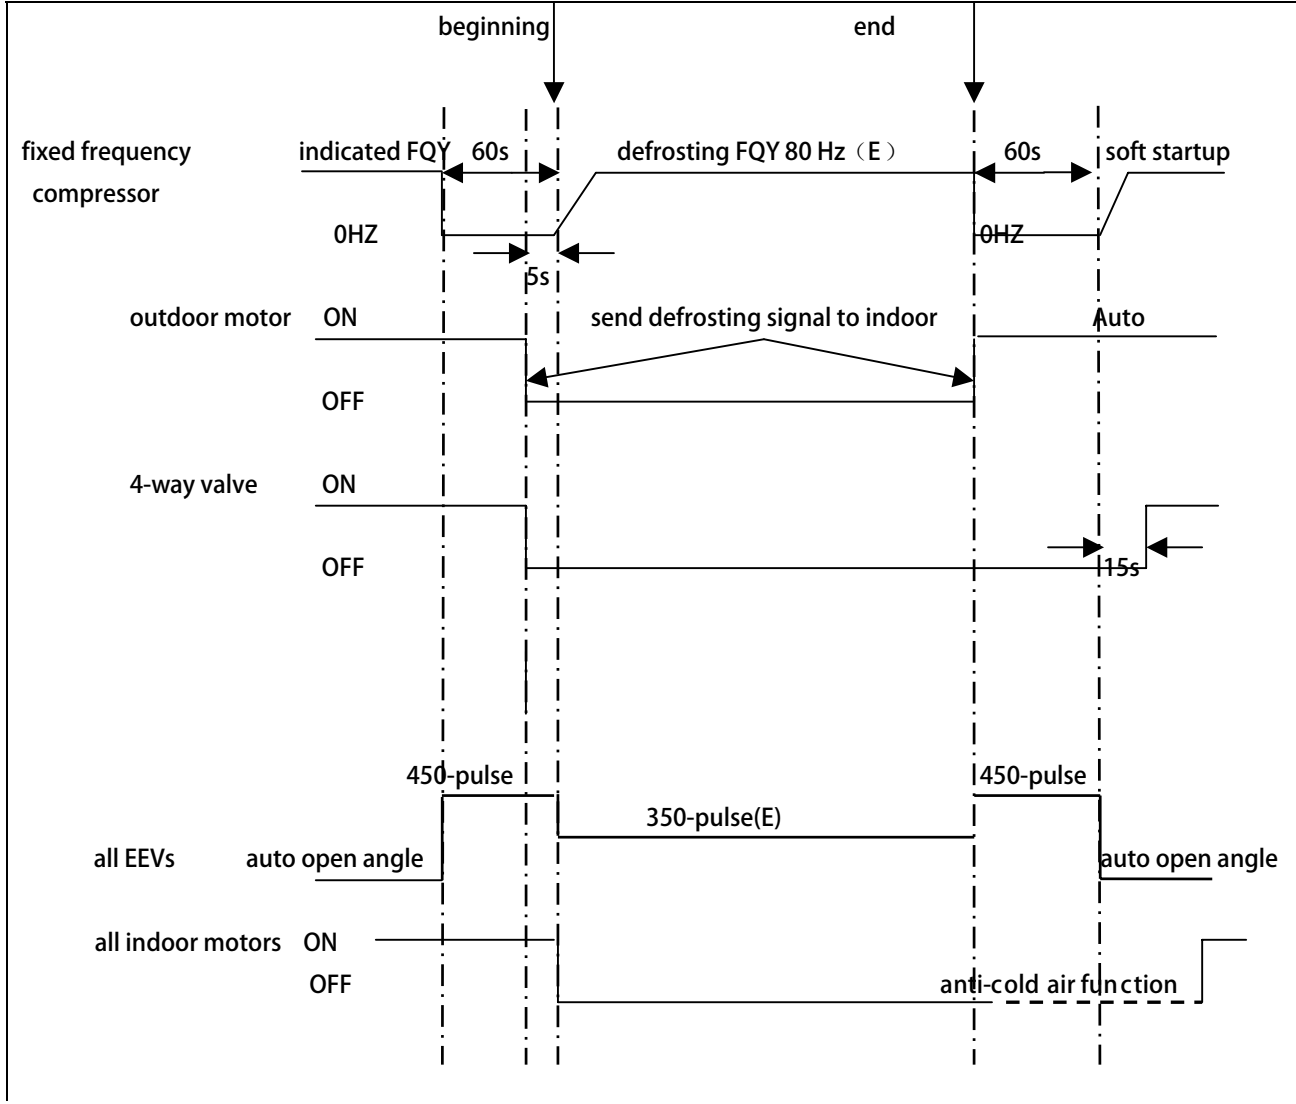 beginning end
fixed frequency indicated FQY 60s defrosting FQY 80 Hz（E） 60s soft startup
compressor
0HZ 0HZ
5s
outdoor motor ON send defrosting signal to indoor Auto
OFF
4-way valve ON
OFF 15s
450-pulse 450-pulse
350-pulse(E)
all EEVs auto open angle auto open angle
all indoor motors ON
OFF anti-cold air function